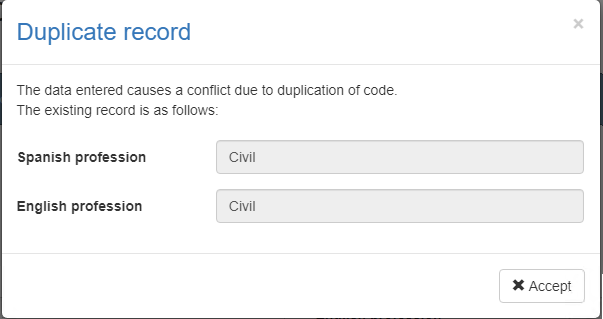 Duplicate record
×
The data entered causes a conflict due to duplication of code.
The existing record is as follows:
Spanish profession Civil
English profession Civil
✖ Accept